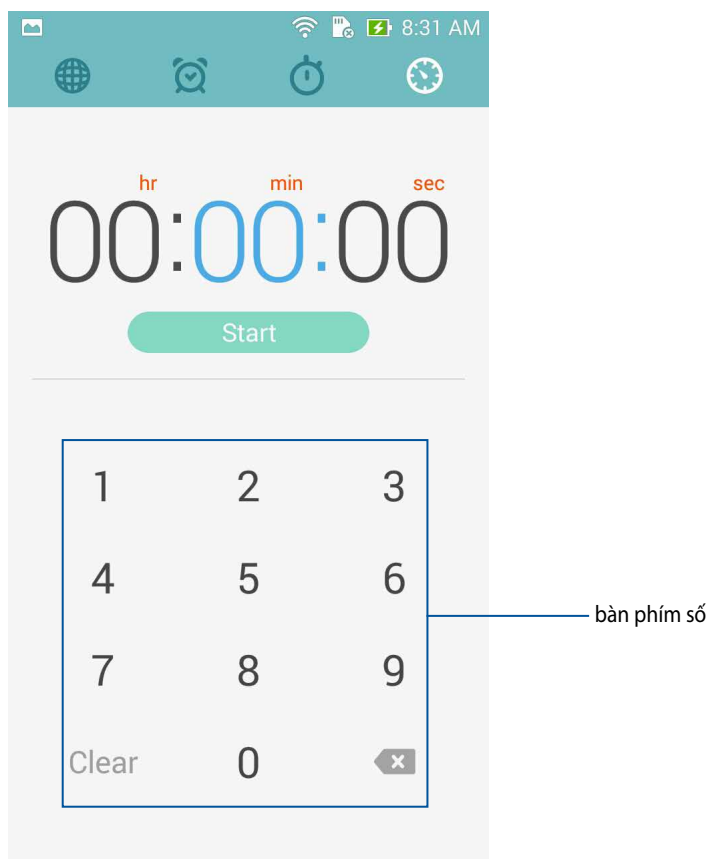 8:31 AM
hr min sec
00:00:00
Start
1 2 3
4 5 6
bàn phím số
7 8 9
Clear 0